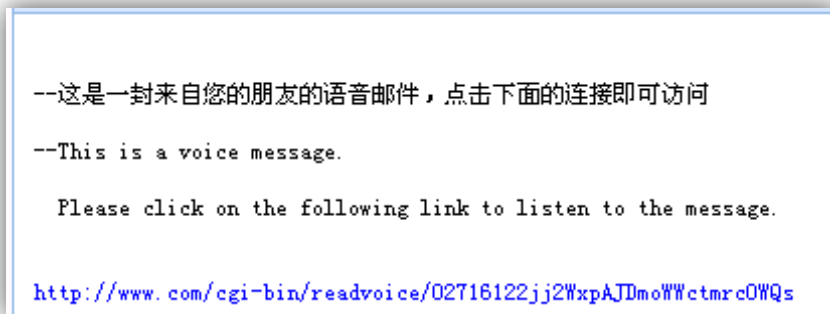 --这是一封来自您的朋友的语音邮件，点击下面的连接即可访问
--This is a voice message.
Please click on the following link to listen to the message.
http://www.com/cgi-bin/readvoice/02716122jj2WxpAJDmoWWctmrcOWQs